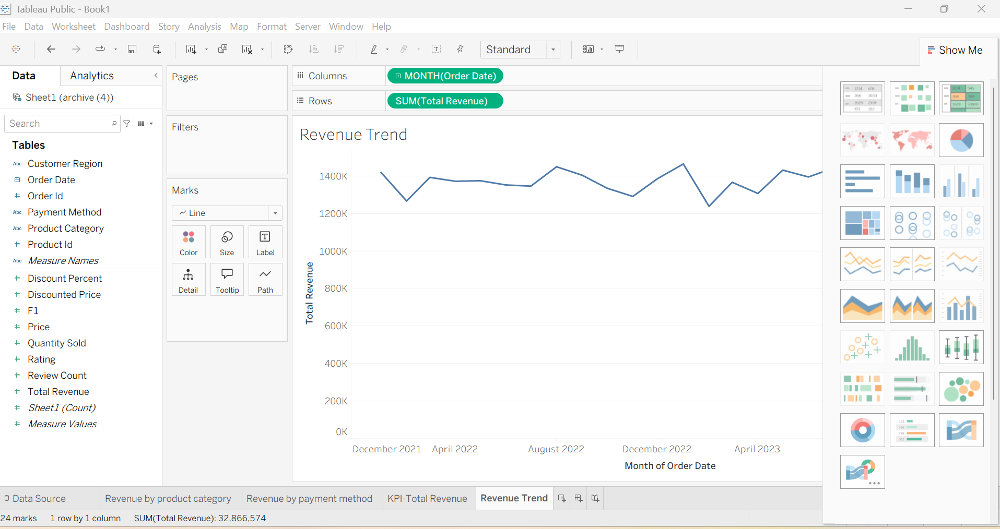 Tableau Public - Book1
File Data Worksheet Dashboard Story Analysis Map Format Server Window Help
Standard
Show Me
Data Analytics
Sheet1 (archive (4))
Search
Tables
Abc Customer Region
Order Date
# Order Id
Abc Payment Method
Abc Product Category
# Product Id
Abc Measure Names
# Discount Percent
# Discounted Price
# F1
# Price
# Quantity Sold
# Rating
# Review Count
# Total Revenue
# Sheet1 (Count)
# Measure Values
Pages
Filters
Marks
Line
Color Size Label
Detail Tooltip Path
Columns MONTH(Order Date)
Rows SUM(Total Revenue)
Revenue Trend
1400K
1200K
1000K
800K
600K
400K
200K
0K
Total Revenue
December 2021 April 2022 August 2022 December 2022 April 2023
Month of Order Date
Data Source Revenue by product category Revenue by payment method KPI-Total Revenue Revenue Trend
24 marks 1 row by 1 column SUM(Total Revenue): 32,866,574